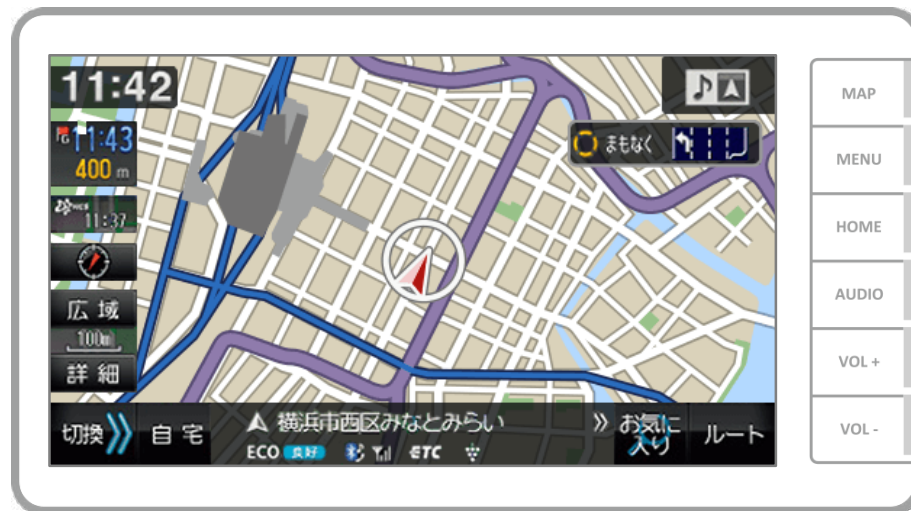 11:42
G 11:43
400 m
VICS 11:37
広域
100m
詳細
まもなく
切換
自宅
横浜市西区みなとみらい
ECO 良好 ETC
お気に入り
ルート
MAP
MENU
HOME
AUDIO
VOL +
VOL -